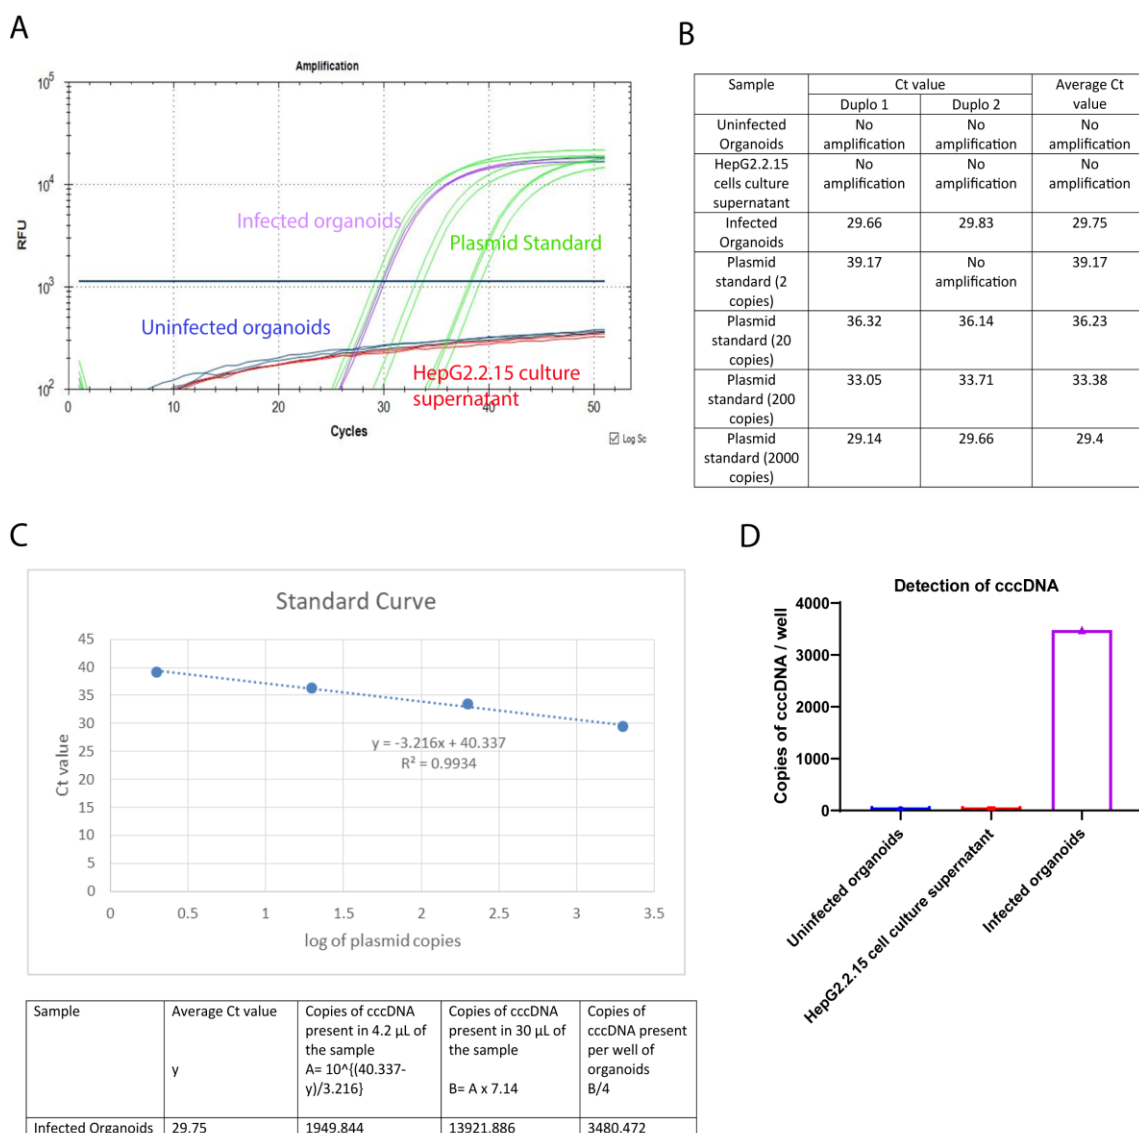 A
Amplification
10^5
10^4
10^3
10^2
RFU
Infected organoids
Plasmid Standard
Uninfected organoids
HepG2.2.15 culture
supernatant
0 10 20 30 40 50
Cycles
Log Sc
B
Sample Ct value Average Ct
value
Duplo 1 Duplo 2
Uninfected
Organoids
No
amplification
No
amplification
No
amplification
HepG2.2.15
cells culture
supernatant
No
amplification
No
amplification
No
amplification
Infected
Organoids
29.66 29.83 29.75
Plasmid
standard (2
copies)
39.17 No
amplification
39.17
Plasmid
standard (20
copies)
36.32 36.14 36.23
Plasmid
standard (200
copies)
33.05 33.71 33.38
Plasmid
standard (2000
copies)
29.14 29.66 29.4
C
Standard Curve
45
40
35
30
25
20
15
10
5
0
Ct value
y = -3.216x + 40.337
R² = 0.9934
0 0.5 1 1.5 2 2.5 3 3.5
log of plasmid copies
Sample
Average Ct value
y
Copies of cccDNA
present in 4.2 µL of
the sample
A= 10^{(40.337-
y)/3.216}
Copies of cccDNA
present in 30 µL of
the sample
B= A x 7.14
Copies of
cccDNA present
per well of
organoids
B/4
Infected Organoids 29.75 1949.844 13921.886 3480.472
D
Detection of cccDNA
4000
3000
2000
1000
0
Copies of cccDNA / well
Uninfected organoids
HepG2.2.15 cell culture supernatant
Infected organoids